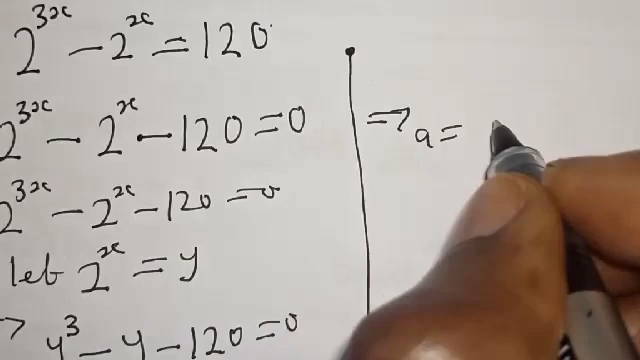 2^{3x} - 2^x = 120
2^{3x} - 2^x - 120 = 0
2^{3x} - 2^x - 120 = 0
let 2^x = y
=> y^3 - y - 120 = 0
=> a =